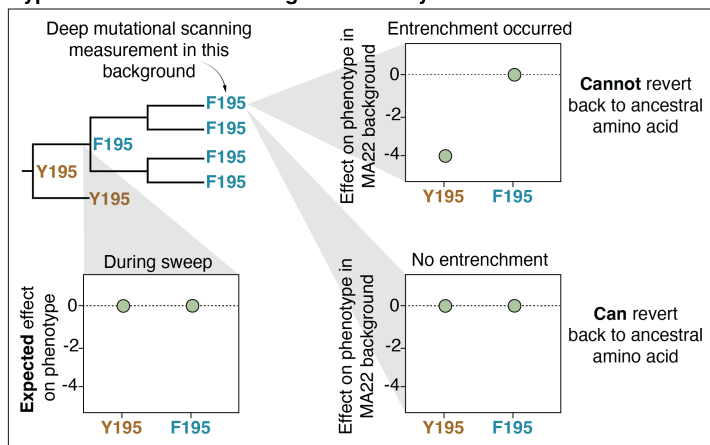 Deep mutational scanning
measurement in this
background
F195
F195
F195
F195
F195
Y195
Y195
Entrenchment occurred
Effect on phenotype in
MA22 background
0
-2
-4
Y195
F195
Cannot revert
back to ancestral
amino acid
During sweep
Expected effect
on phenotype
0
-2
-4
Y195
F195
No entrenchment
Effect on phenotype in
MA22 background
0
-2
-4
Y195
F195
Can revert
back to ancestral
amino acid